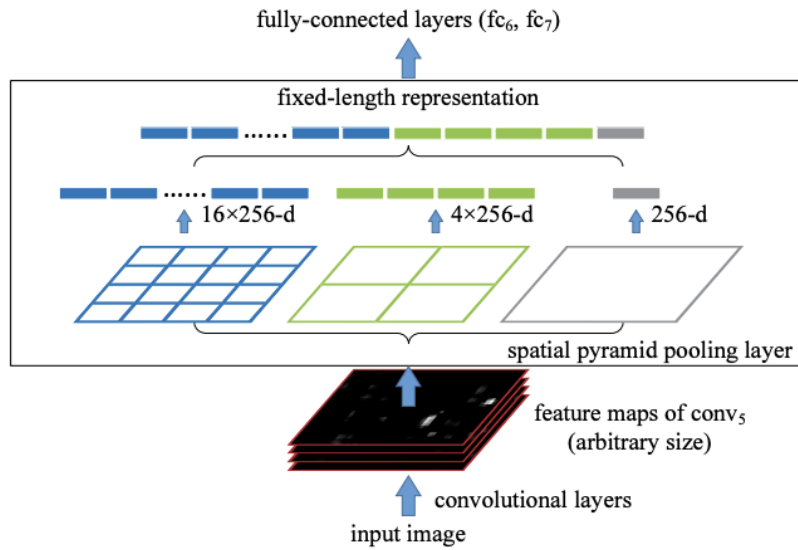 fully-connected layers (fc₆, fc₇)
fixed-length representation
......
......
16×256-d
4×256-d
256-d
spatial pyramid pooling layer
feature maps of conv₅
(arbitrary size)
convolutional layers
input image